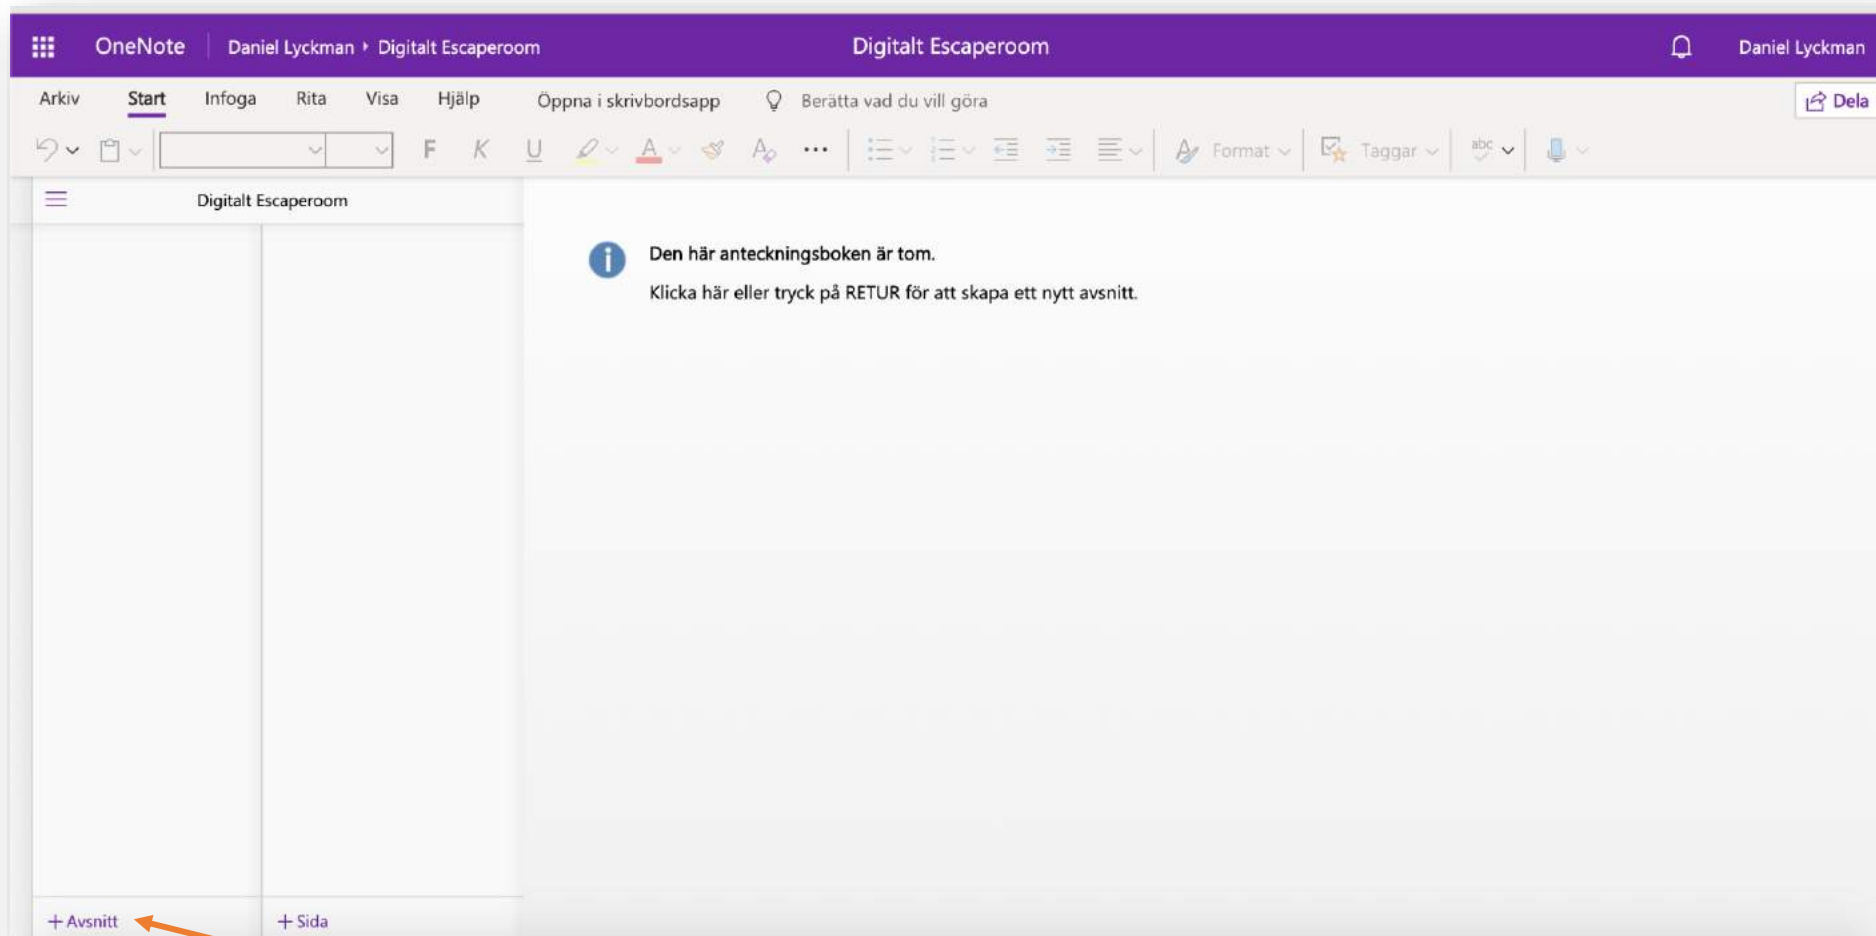 OneNote Daniel Lyckman Digitalt Escaperoom Digitalt Escaperoom Daniel Lyckman
Arkiv Start Infoga Rita Visa Hjälp Öppna i skrivbordsapp Berätta vad du vill göra Dela
F K U A A Format Taggar abc
Digitalt Escaperoom
Den här anteckningsboken är tom.
Klicka här eller tryck på RETUR för att skapa ett nytt avsnitt.
+ Avsnitt + Sida